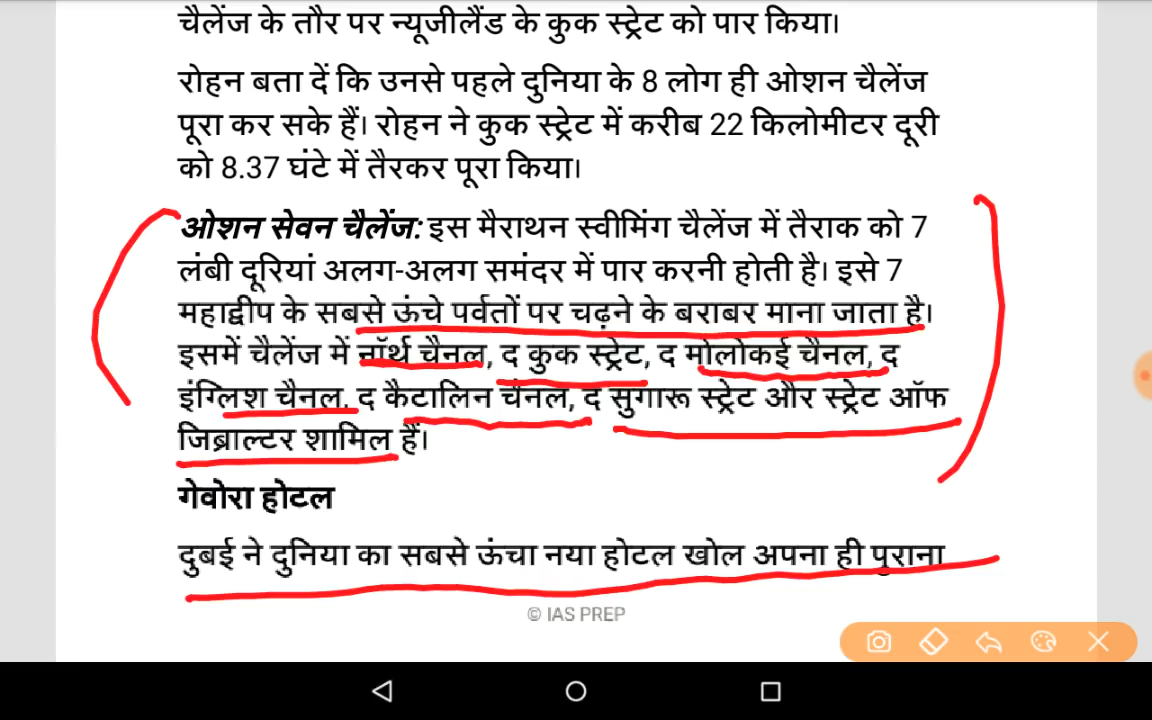 चैलेंज के तौर पर न्यूजीलैंड के कुक स्ट्रेट को पार किया।
रोहन बता दें कि उनसे पहले दुनिया के 8 लोग ही ओशन चैलेंज
पूरा कर सके हैं। रोहन ने कुक स्ट्रेट में करीब 22 किलोमीटर दूरी
को 8.37 घंटे में तैरकर पूरा किया।
ओशन सेवन चैलेंज: इस मैराथन स्वीमिंग चैलेंज में तैराक को 7
लंबी दूरियां अलग-अलग समंदर में पार करनी होती है। इसे 7
महाद्वीप के सबसे ऊंचे पर्वतों पर चढ़ने के बराबर माना जाता है।
इसमें चैलेंज में नॉर्थ चैनल, द कुक स्ट्रेट, द मोलोकई चैनल, द
इंग्लिश चैनल, द कैटालिन चैनल, द सुगारू स्ट्रेट और स्ट्रेट ऑफ
जिब्राल्टर शामिल हैं।
गेवोरा होटल
दुबई ने दुनिया का सबसे ऊंचा नया होटल खोल अपना ही पुराना
© IAS PREP